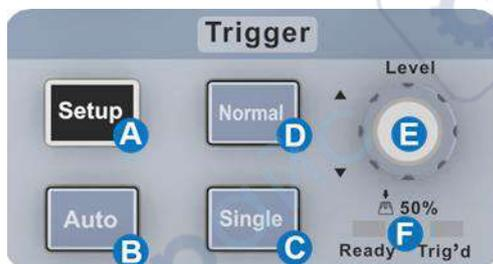 Trigger
Level
Setup
A
Normal
D
E
50%
Auto
B
Single
C
F
Ready
Trig'd